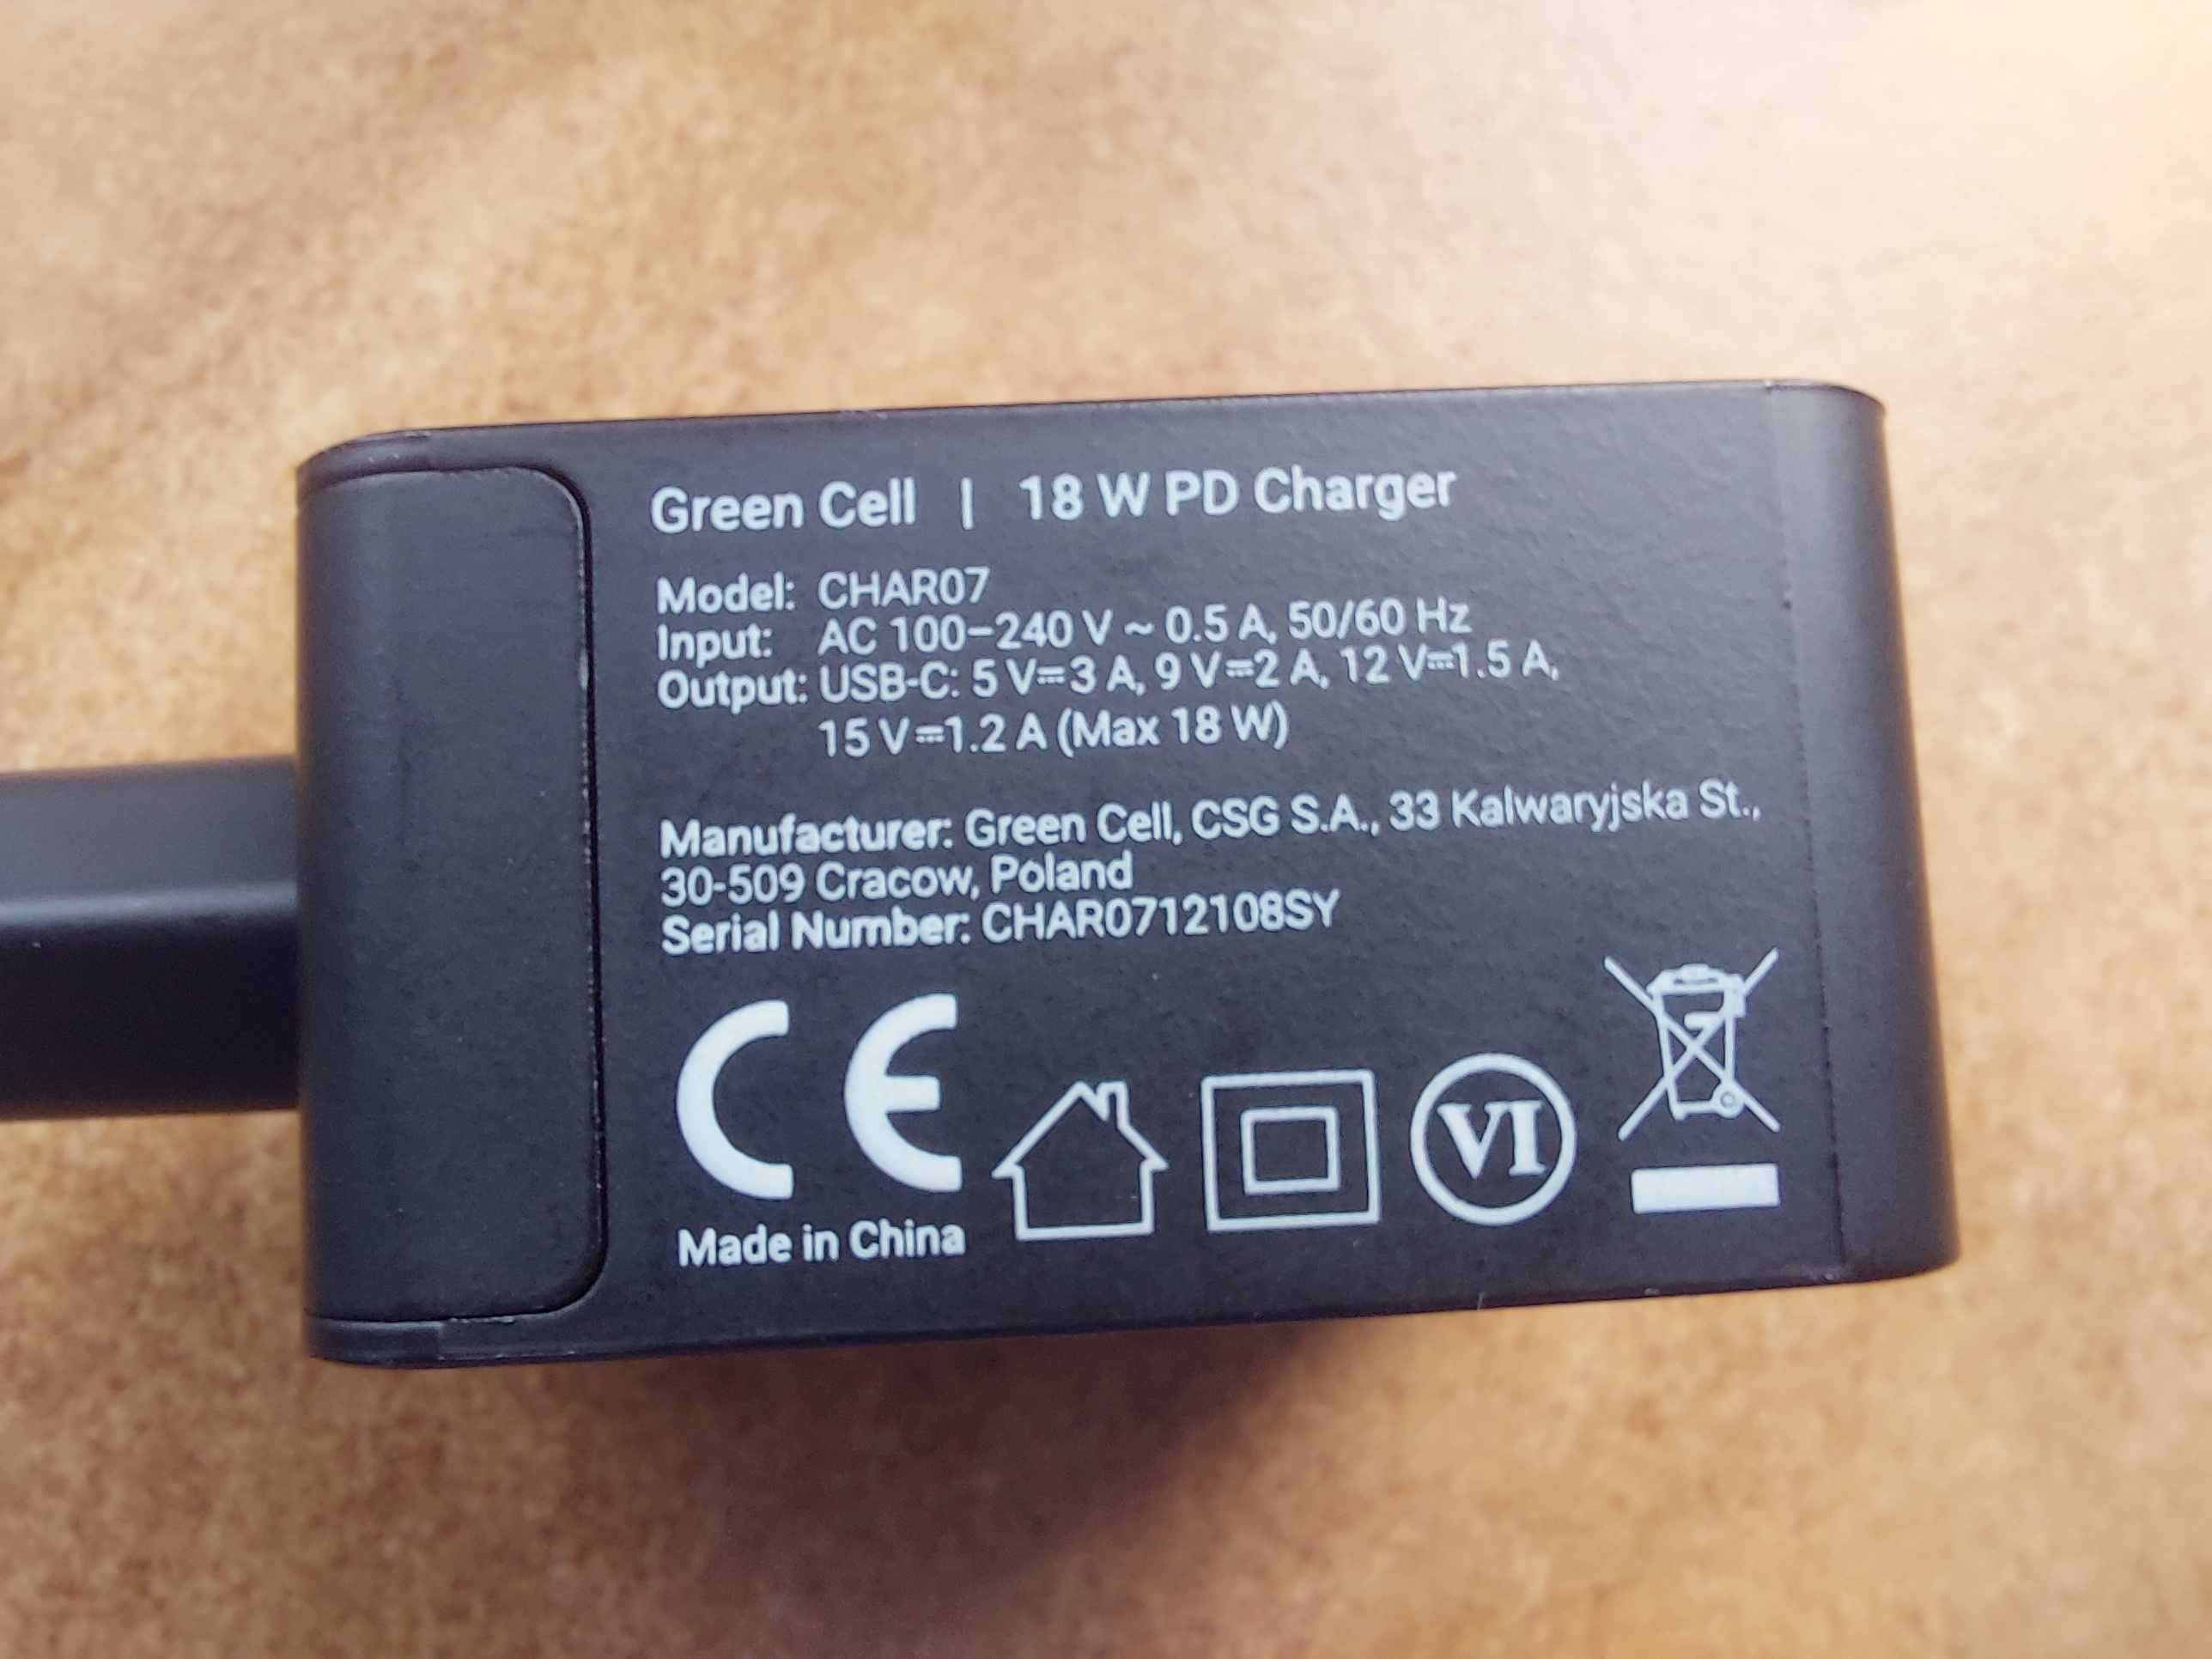 Green Cell | 18 W PD Charger
Model: CHAR07
Input: AC 100–240 V ~ 0.5 A, 50/60 Hz
Output: USB-C: 5 V⎓3 A, 9 V⎓2 A, 12 V⎓1.5 A,
15 V⎓1.2 A (Max 18 W)
Manufacturer: Green Cell, CSG S.A., 33 Kalwaryjska St.,
30-509 Cracow, Poland
Serial Number: CHAR0712108SY
CE
VI
Made in China